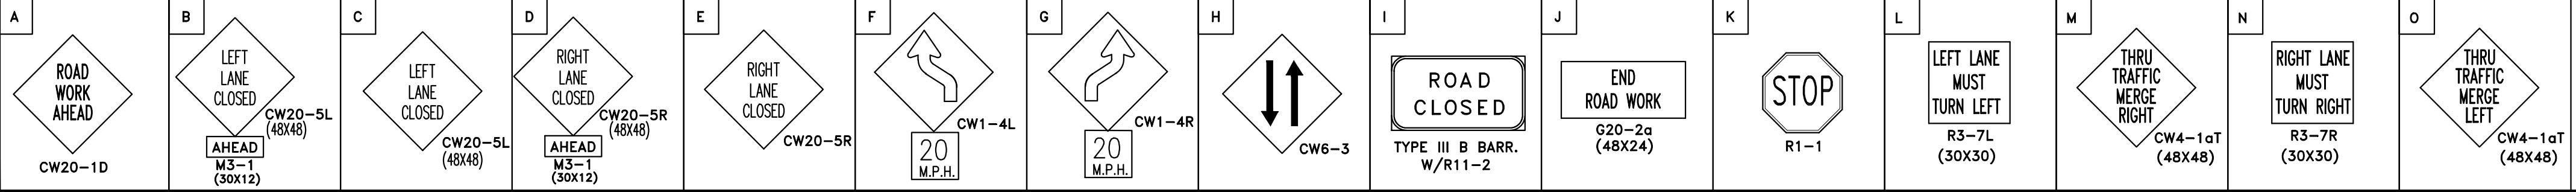 A
ROAD
WORK
AHEAD
CW20-1D
B
LEFT
LANE
CLOSED
CW20-5L
(48X48)
AHEAD
M3-1
(30X12)
C
LEFT
LANE
CLOSED
CW20-5L
(48X48)
D
RIGHT
LANE
CLOSED
CW20-5R
(48X48)
AHEAD
M3-1
(30X12)
E
RIGHT
LANE
CLOSED
CW20-5R
F
CW1-4L
20
M.P.H.
G
CW1-4R
20
M.P.H.
H
CW6-3
I
ROAD
CLOSED
TYPE III B BARR.
W/R11-2
J
END
ROAD WORK
G20-2a
(48X24)
K
STOP
R1-1
L
LEFT LANE
MUST
TURN LEFT
R3-7L
(30X30)
M
THRU
TRAFFIC
MERGE
RIGHT
CW4-1aT
(48X48)
N
RIGHT LANE
MUST
TURN RIGHT
R3-7R
(30X30)
O
THRU
TRAFFIC
MERGE
LEFT
CW4-1aT
(48X48)